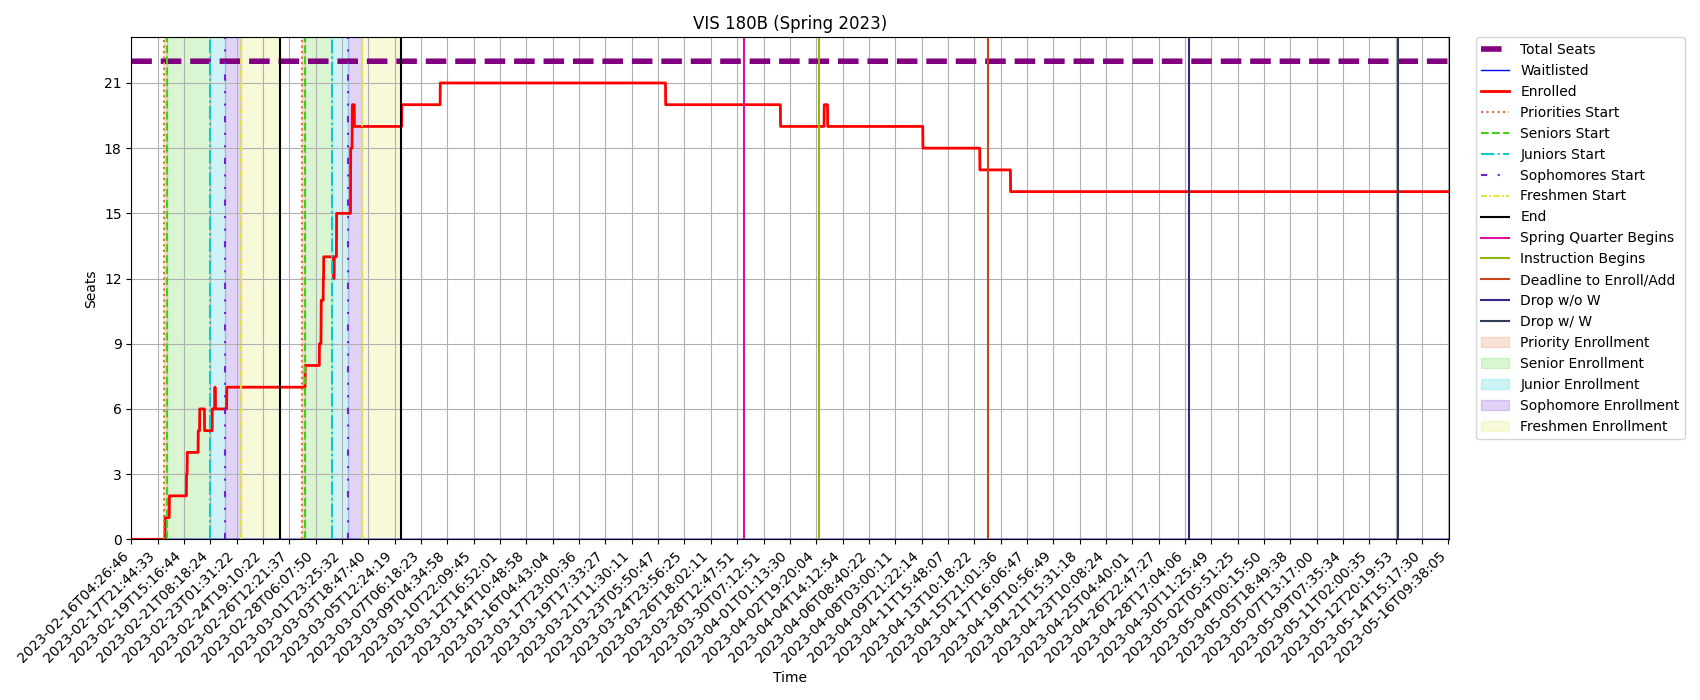 VIS 180B (Spring 2023)
Seats
21
18
15
12
9
6
3
0
2023-02-16T04:26:46
2023-02-17T21:44:33
2023-02-19T15:16:44
2023-02-21T08:18:24
2023-02-23T01:31:22
2023-02-24T19:10:22
2023-02-26T12:21:37
2023-02-28T06:07:50
2023-03-01T23:25:32
2023-03-03T18:47:40
2023-03-05T12:24:19
2023-03-07T06:18:23
2023-03-09T04:34:58
2023-03-10T22:09:45
2023-03-12T16:52:01
2023-03-14T10:48:58
2023-03-16T04:43:04
2023-03-17T23:00:36
2023-03-19T17:33:27
2023-03-21T11:30:11
2023-03-23T05:50:47
2023-03-24T23:56:25
2023-03-26T18:02:11
2023-03-28T12:47:51
2023-03-30T07:12:51
2023-04-01T01:13:30
2023-04-02T19:20:04
2023-04-04T14:12:54
2023-04-06T08:40:22
2023-04-08T03:00:11
2023-04-09T21:22:14
2023-04-11T15:48:07
2023-04-13T10:18:22
2023-04-15T21:01:36
2023-04-17T16:06:47
2023-04-19T10:56:49
2023-04-21T15:31:18
2023-04-23T10:08:24
2023-04-25T04:40:01
2023-04-26T22:47:27
2023-04-28T17:04:06
2023-04-30T11:25:49
2023-05-02T05:51:25
2023-05-04T00:15:50
2023-05-05T18:49:38
2023-05-07T13:17:00
2023-05-09T07:35:34
2023-05-11T02:00:35
2023-05-12T20:19:53
2023-05-14T15:17:30
2023-05-16T09:38:05
Time
Total Seats
Waitlisted
Enrolled
Priorities Start
Seniors Start
Juniors Start
Sophomores Start
Freshmen Start
End
Spring Quarter Begins
Instruction Begins
Deadline to Enroll/Add
Drop w/o W
Drop w/ W
Priority Enrollment
Senior Enrollment
Junior Enrollment
Sophomore Enrollment
Freshmen Enrollment